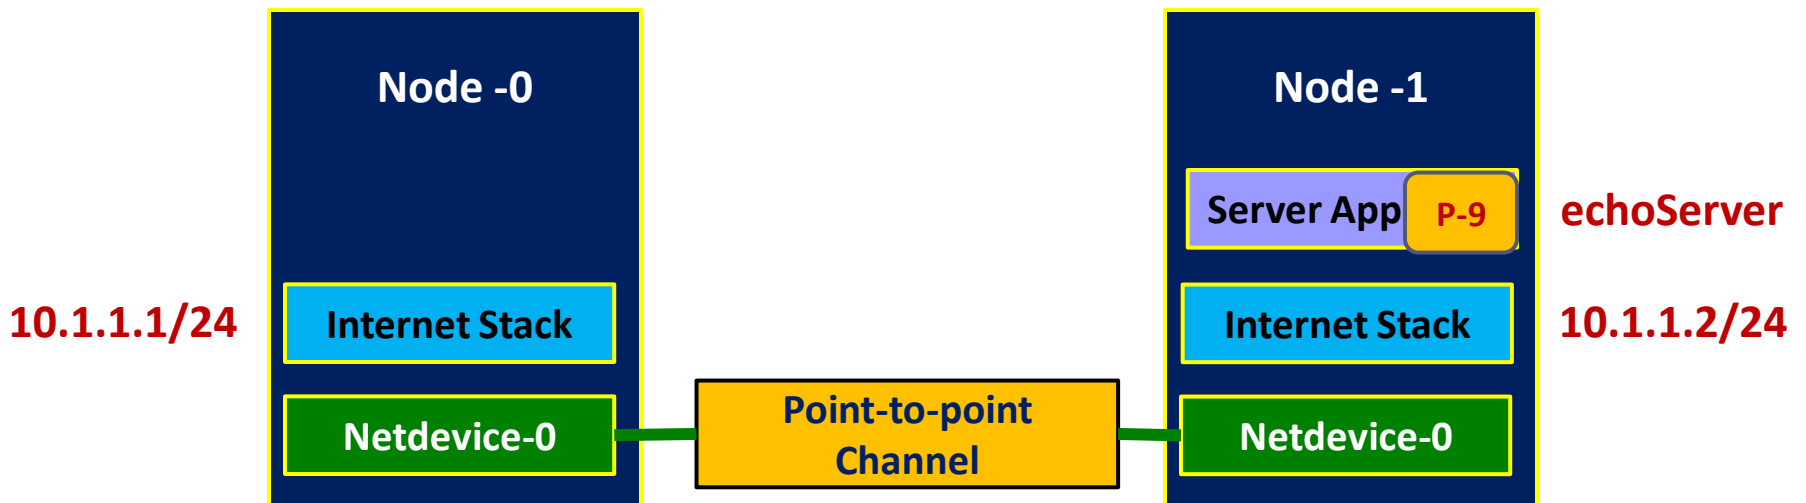 Node -0
Node -1
Server App
P-9
echoServer
10.1.1.1/24
Internet Stack
Internet Stack
10.1.1.2/24
Netdevice-0
Point-to-point
Channel
Netdevice-0